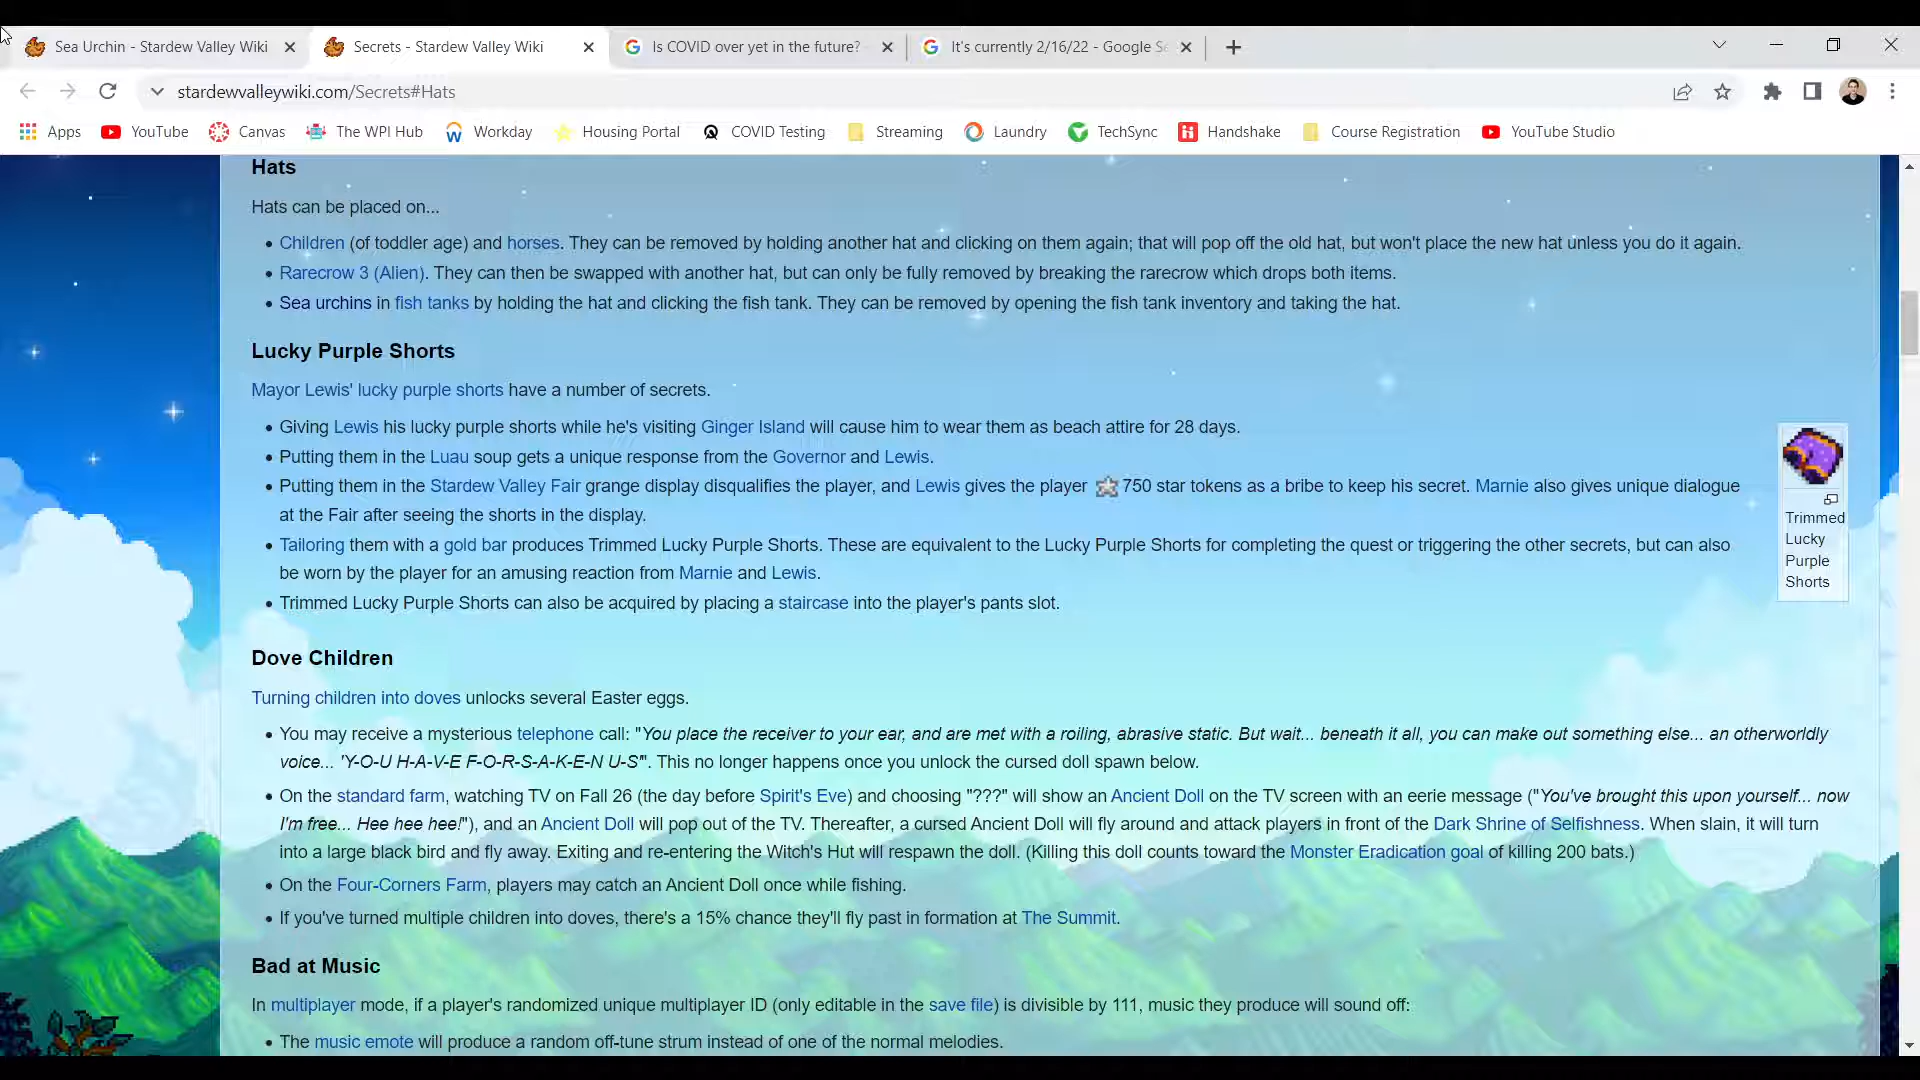 Sea Urchin - Stardew Valley Wiki
Secrets - Stardew Valley Wiki
Is COVID over yet in the future?
It's currently 2/16/22 - Google Se
stardewvalleywiki.com/Secrets#Hats
Apps YouTube Canvas The WPI Hub Workday Housing Portal COVID Testing Streaming Laundry TechSync Handshake Course Registration YouTube Studio
Hats
Hats can be placed on...
Children (of toddler age) and horses. They can be removed by holding another hat and clicking on them again; that will pop off the old hat, but won't place the new hat unless you do it again.
Rarecrow 3 (Alien). They can then be swapped with another hat, but can only be fully removed by breaking the rarecrow which drops both items.
Sea urchins in fish tanks by holding the hat and clicking the fish tank. They can be removed by opening the fish tank inventory and taking the hat.
Lucky Purple Shorts
Mayor Lewis' lucky purple shorts have a number of secrets.
Giving Lewis his lucky purple shorts while he's visiting Ginger Island will cause him to wear them as beach attire for 28 days.
Putting them in the Luau soup gets a unique response from the Governor and Lewis.
Putting them in the Stardew Valley Fair grange display disqualifies the player, and Lewis gives the player 750 star tokens as a bribe to keep his secret. Marnie also gives unique dialogue
at the Fair after seeing the shorts in the display.
Tailoring them with a gold bar produces Trimmed Lucky Purple Shorts. These are equivalent to the Lucky Purple Shorts for completing the quest or triggering the other secrets, but can also
be worn by the player for an amusing reaction from Marnie and Lewis.
Trimmed Lucky Purple Shorts can also be acquired by placing a staircase into the player's pants slot.
Trimmed
Lucky
Purple
Shorts
Dove Children
Turning children into doves unlocks several Easter eggs.
You may receive a mysterious telephone call: "You place the receiver to your ear, and are met with a roiling, abrasive static. But wait... beneath it all, you can make out something else... an otherworldly
voice... 'Y-O-U H-A-V-E F-O-R-S-A-K-E-N U-S'". This no longer happens once you unlock the cursed doll spawn below.
On the standard farm, watching TV on Fall 26 (the day before Spirit's Eve) and choosing "???" will show an Ancient Doll on the TV screen with an eerie message ("You've brought this upon yourself... now
I'm free... Hee hee hee!"), and an Ancient Doll will pop out of the TV. Thereafter, a cursed Ancient Doll will fly around and attack players in front of the Dark Shrine of Selfishness. When slain, it will turn
into a large black bird and fly away. Exiting and re-entering the Witch's Hut will respawn the doll. (Killing this doll counts toward the Monster Eradication goal of killing 200 bats.)
On the Four-Corners Farm, players may catch an Ancient Doll once while fishing.
If you've turned multiple children into doves, there's a 15% chance they'll fly past in formation at The Summit.
Bad at Music
In multiplayer mode, if a player's randomized unique multiplayer ID (only editable in the save file) is divisible by 111, music they produce will sound off:
The music emote will produce a random off-tune strum instead of one of the normal melodies.